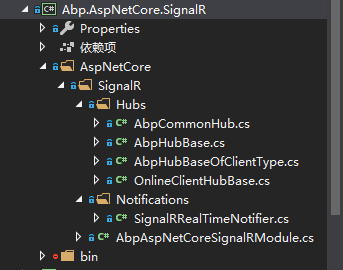 Abp.AspNetCore.SignalR
Properties
依赖项
AspNetCore
SignalR
Hubs
AbpCommonHub.cs
AbpHubBase.cs
AbpHubBaseOfClientType.cs
OnlineClientHubBase.cs
Notifications
SignalRRealTimeNotifier.cs
AbpAspNetCoreSignalRModule.cs
bin